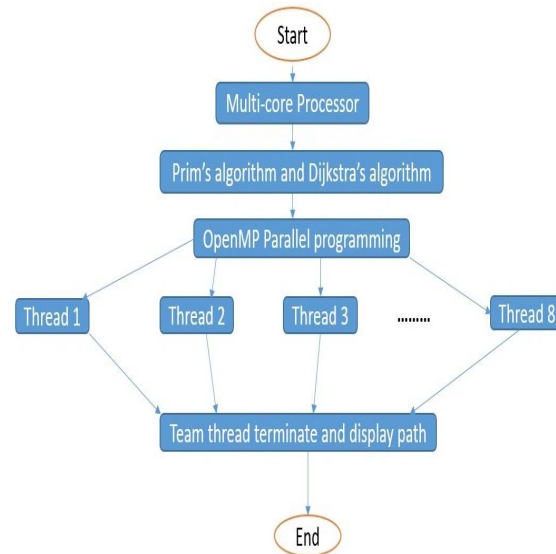 Start
Multi-core Processor
Prim's algorithm and Dijkstra's algorithm
OpenMP Parallel programming
Thread 1
Thread 2
Thread 3
.........
Thread 8
Team thread terminate and display path
End